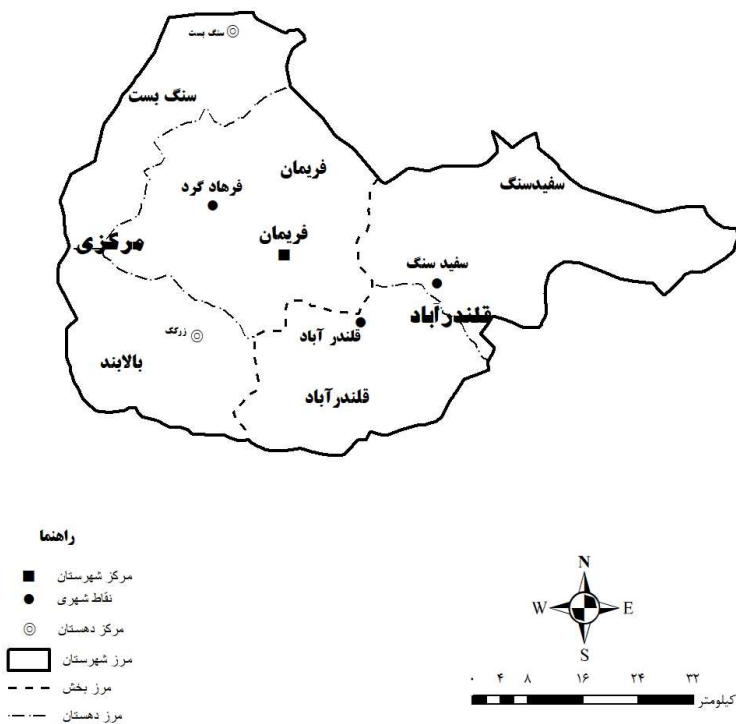 سنگ بست
سنگ بست
فریمان
فرهاد گرد
سفیدسنگ
مرکزی
فریمان
سفید سنگ
قلندرآباد
قلندر آباد
زرکک
بالابند
قلندرآباد
راهنما
مرکز شهرستان
نقاط شهری
مرکز دهستان
مرز شهرستان
مرز بخش
مرز دهستان
N
W E
S
۰ ۴ ۸ ۱۶ ۲۴ ۳۲
کیلومتر